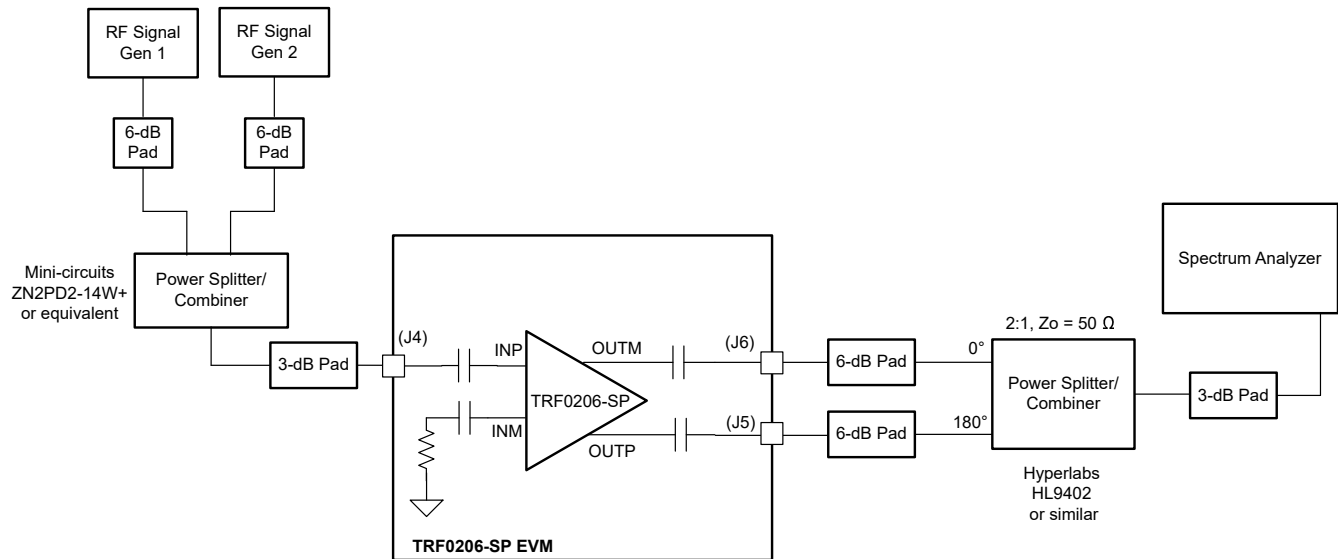 RF Signal
Gen 1
RF Signal
Gen 2
6-dB
Pad
6-dB
Pad
Mini-circuits
ZN2PD2-14W+
or equivalent
Power Splitter/
Combiner
3-dB Pad
(J4)
INP
INM
TRF0206-SP
OUTM
OUTP
(J6)
(J5)
TRF0206-SP EVM
6-dB Pad
6-dB Pad
0°
180°
2:1, Zo = 50 Ω
Power Splitter/
Combiner
Hyperlabs
HL9402
or similar
3-dB Pad
Spectrum Analyzer